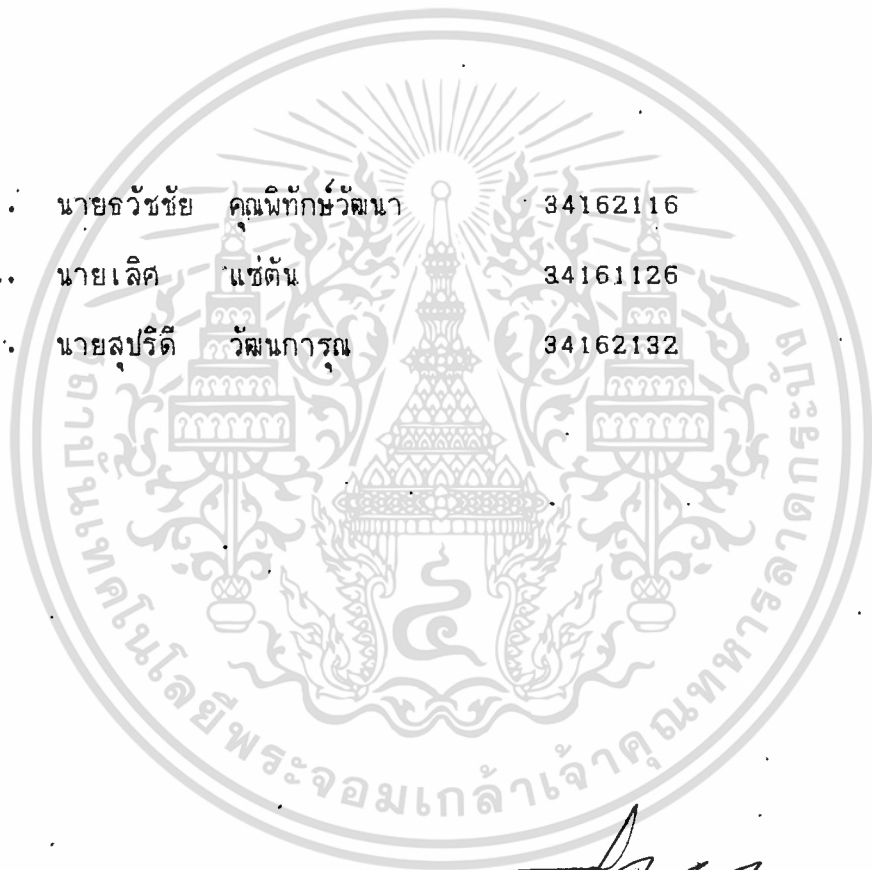 . นายธวัชชัย คุณพิทักษ์วัฒนา 34162116
. นายเลิศ แซ่ตัน 34161126
. นายสุปรีดี วัฒนการุณ 34162132
สถาบันเทคโนโลยีพระจอมเกล้าเจ้าคุณทหารลาดกระบัง